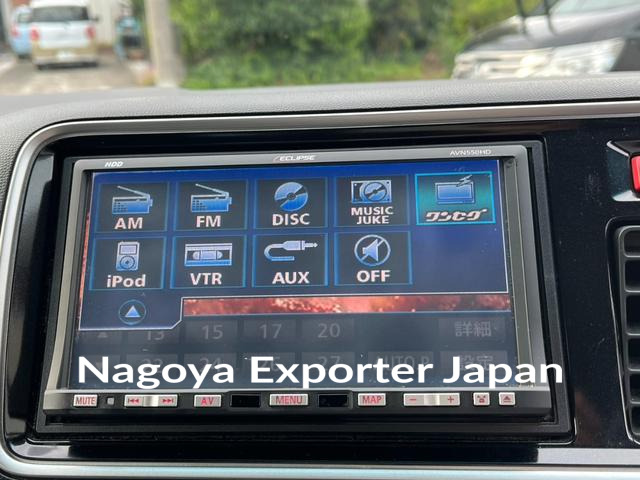 HDD ECLIPSE AVN550HD
AM FM DISC MUSIC JUKE ワンセグ
iPod VTR AUX OFF
13 15 17 20 詳細
Nagoya Exporter Japan
MUTE AV MENU MAP